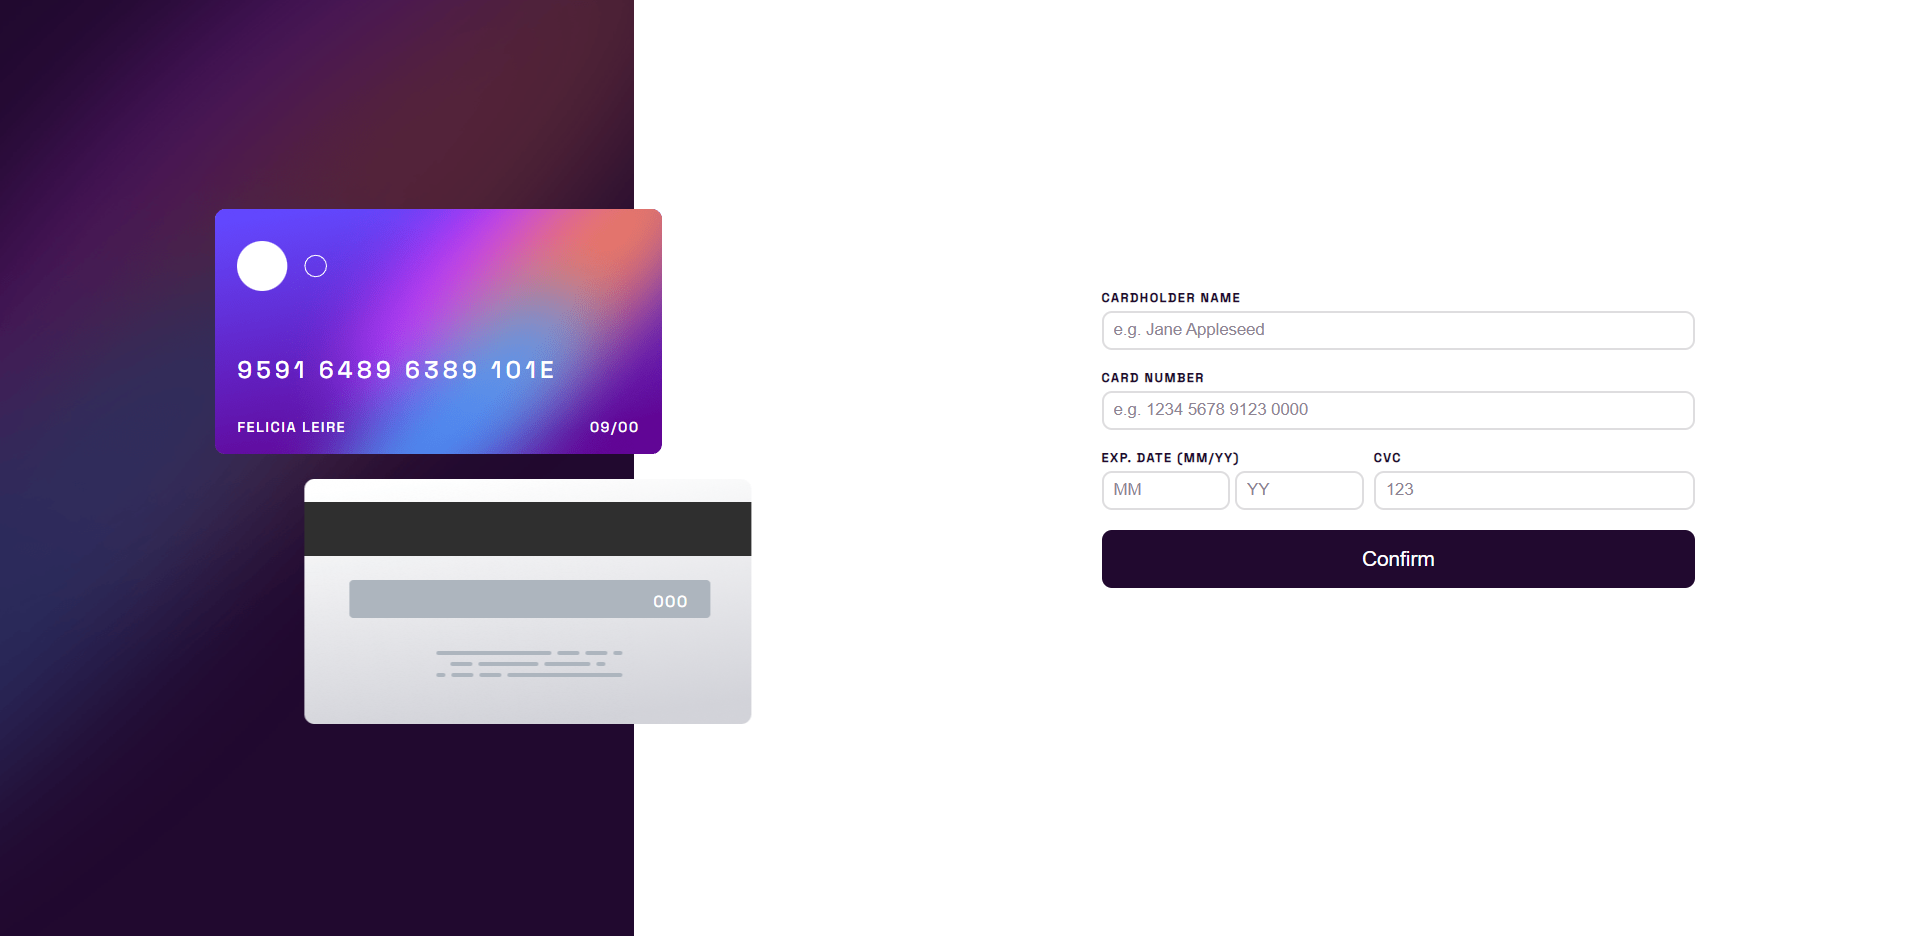 9591 6489 6389 101E
FELICIA LEIRE 09/00
000
CARDHOLDER NAME
e.g. Jane Appleseed
CARD NUMBER
e.g. 1234 5678 9123 0000
EXP. DATE (MM/YY) CVC
MM YY 123
Confirm